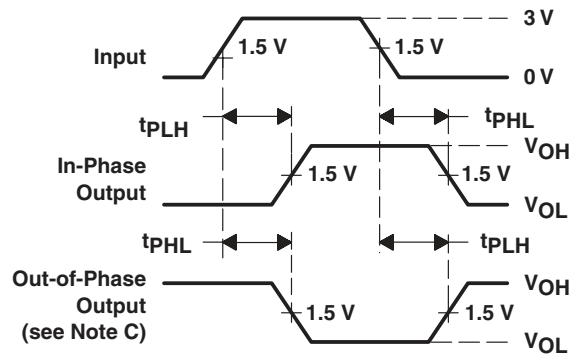 3 V
Input
1.5 V
1.5 V
0 V
tPLH
tPHL
In-Phase
Output
VOH
1.5 V
1.5 V
VOL
tPHL
tPLH
Out-of-Phase
Output
(see Note C)
VOH
1.5 V
1.5 V
VOL